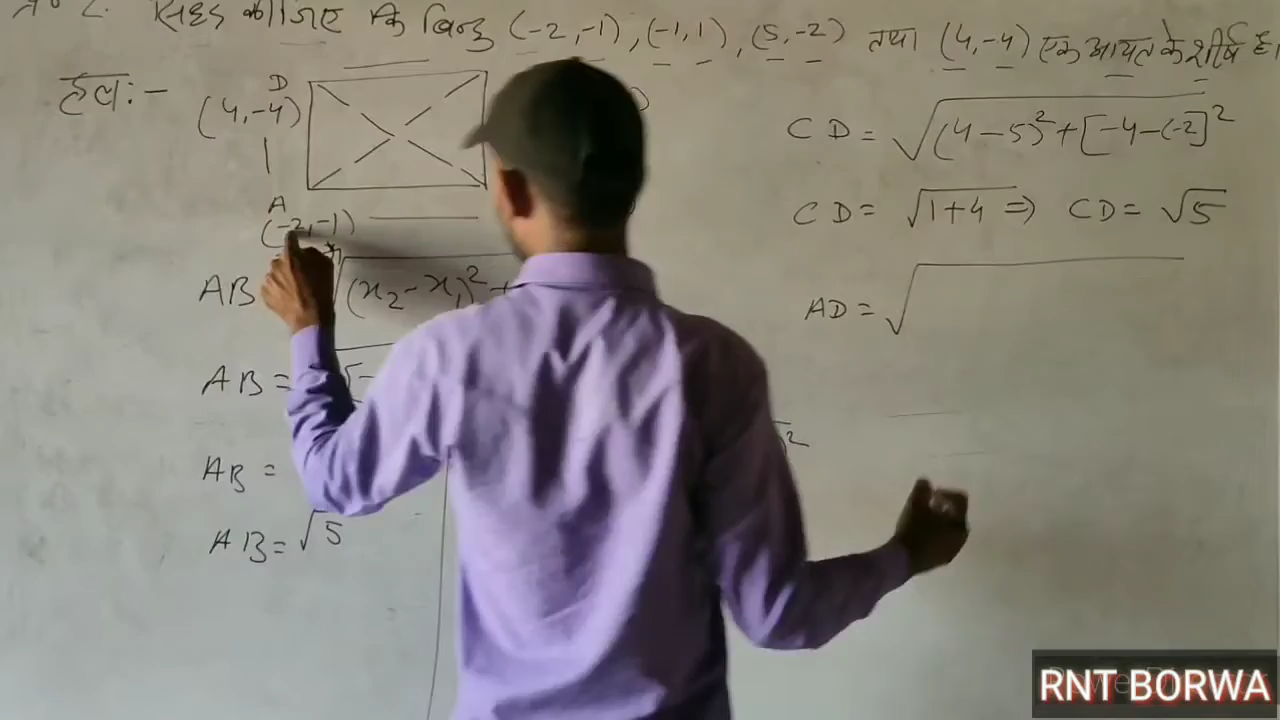 सिद्ध कीजिए कि बिन्दु (-2,-1), (-1,1), (5,-2) तथा (4,-4) एक आयत के शीर्ष है।
हल:-
D
(4,-4)
A
(-2,-1)
AB
(x₂-x₁)² +
AB = √
AB =
AB = √5
CD = √(4-5)²+[-4-(-2]²
CD = √1+4 ⇒ CD = √5
AD = √
RNT BORWA